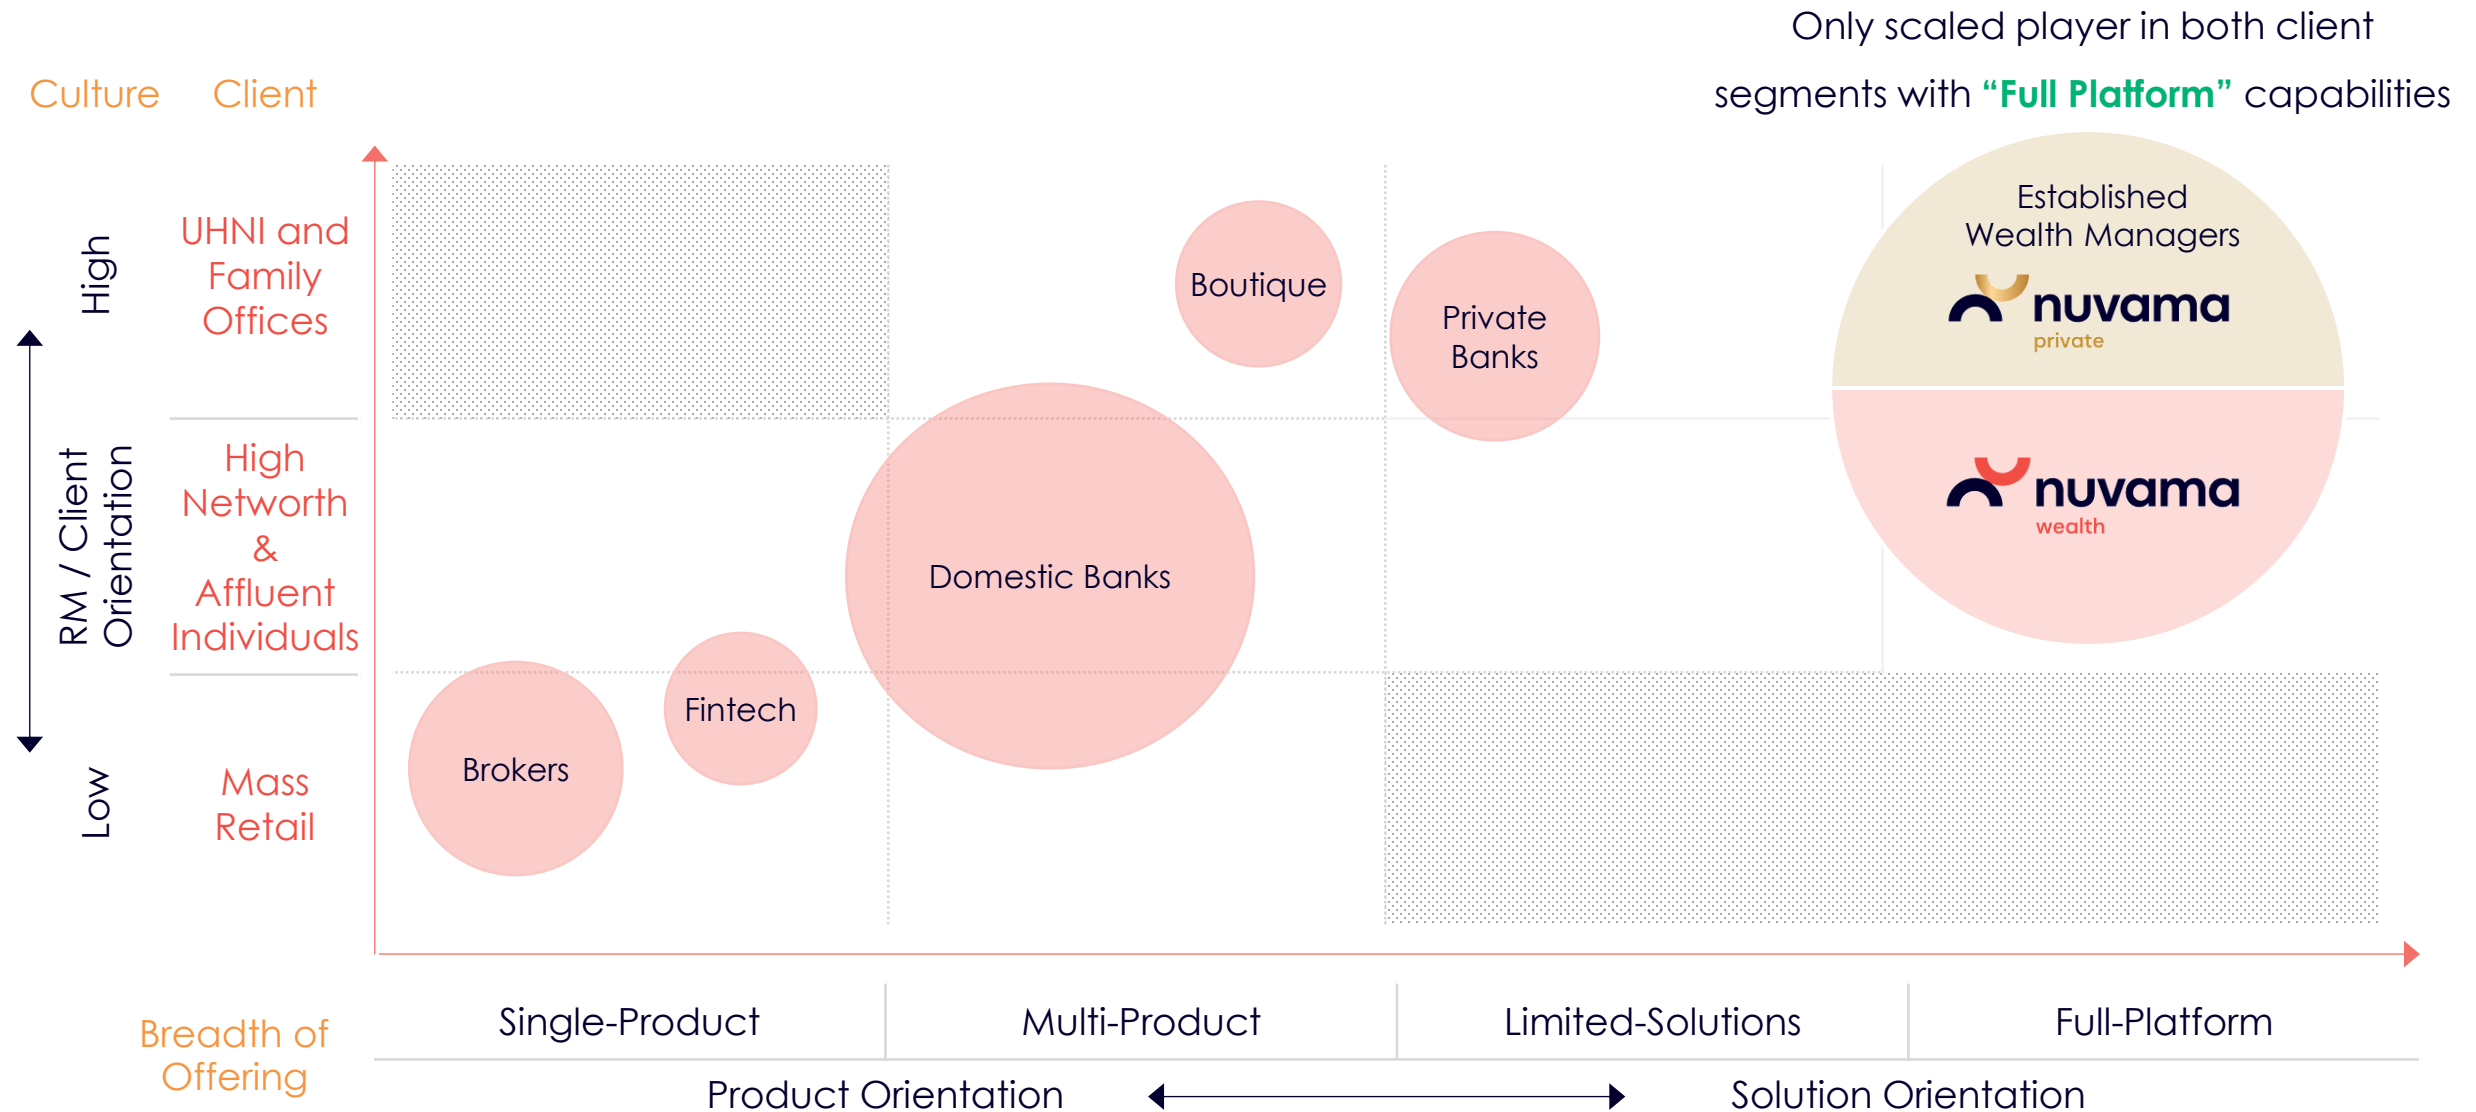 Only scaled player in both client
segments with “Full Platform” capabilities
Culture
Client
High
RM / Client
Orientation
Low
UHNI and
Family
Offices
High
Networth
&
Affluent
Individuals
Mass
Retail
Boutique
Private
Banks
Established
Wealth Managers
nuvama
private
nuvama
wealth
Domestic Banks
Fintech
Brokers
Breadth of
Offering
Single-Product
Multi-Product
Limited-Solutions
Full-Platform
Product Orientation
Solution Orientation